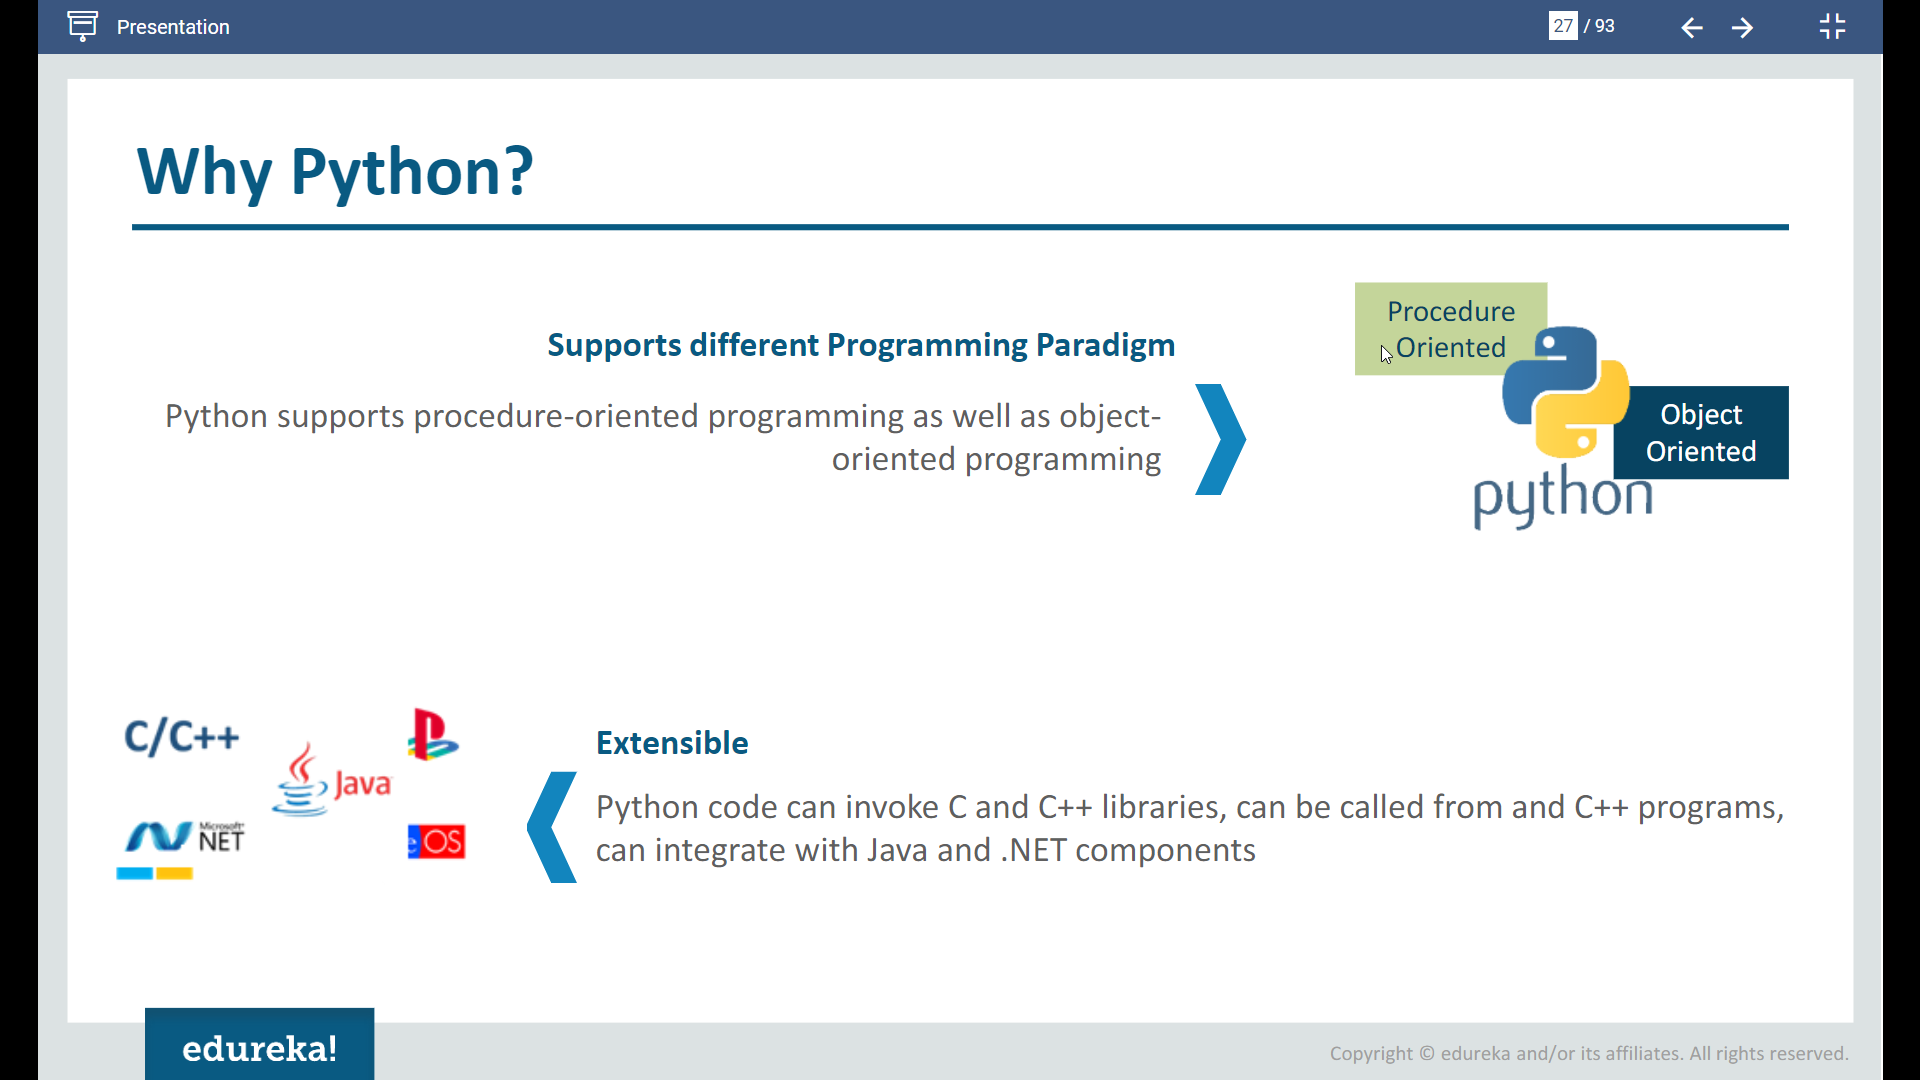 Presentation
27 / 93
Why Python?
Supports different Programming Paradigm
Python supports procedure-oriented programming as well as object-
oriented programming
Procedure
Oriented
Object
Oriented
python
C/C++
Java
Microsoft
NET
e OS
Extensible
Python code can invoke C and C++ libraries, can be called from and C++ programs,
can integrate with Java and .NET components
edureka!
Copyright © edureka and/or its affiliates. All rights reserved.